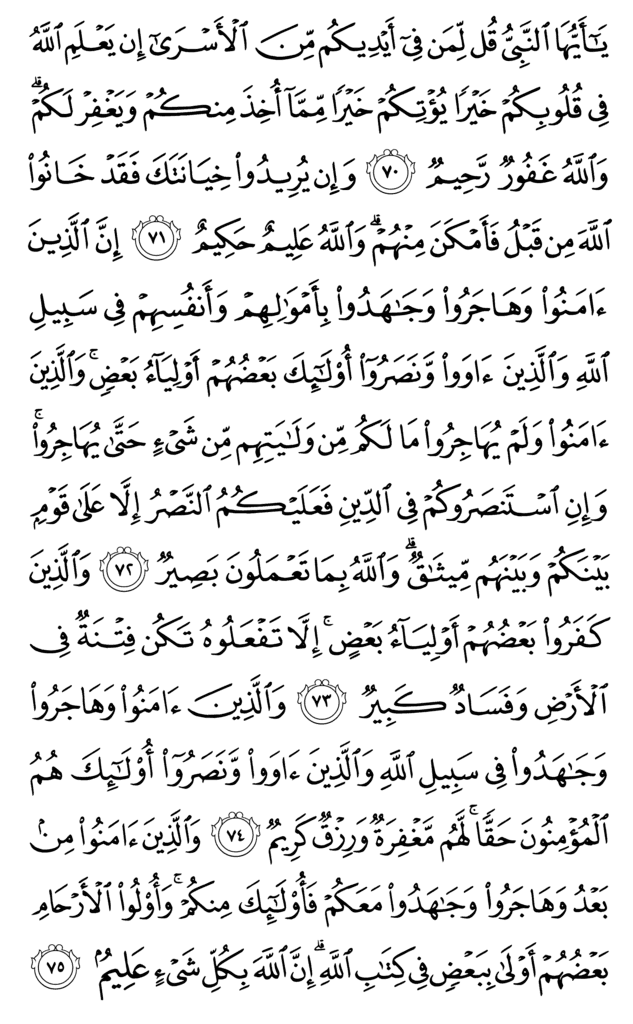 يَـٰٓأَيُّهَا ٱلنَّبِىُّ قُل لِّمَن فِىٓ أَيْدِيكُم مِّنَ ٱلْأَسْرَىٰٓ إِن يَعْلَمِ ٱللَّهُ
فِى قُلُوبِكُمْ خَيْرًا يُؤْتِكُمْ خَيْرًا مِّمَّآ أُخِذَ مِنكُمْ وَيَغْفِرْ لَكُمْ ۗ
وَٱللَّهُ غَفُورٌ رَّحِيمٌ ٧٠ وَإِن يُرِيدُوا۟ خِيَانَتَكَ فَقَدْ خَانُوا۟
ٱللَّهَ مِن قَبْلُ فَأَمْكَنَ مِنْهُمْ ۗ وَٱللَّهُ عَلِيمٌ حَكِيمٌ ٧١ إِنَّ ٱلَّذِينَ
ءَامَنُوا۟ وَهَاجَرُوا۟ وَجَـٰهَدُوا۟ بِأَمْوَٰلِهِمْ وَأَنفُسِهِمْ فِى سَبِيلِ
ٱللَّهِ وَٱلَّذِينَ ءَاوَوا۟ وَّنَصَرُوٓا۟ أُو۟لَـٰٓئِكَ بَعْضُهُمْ أَوْلِيَآءُ بَعْضٍ ۚ وَٱلَّذِينَ
ءَامَنُوا۟ وَلَمْ يُهَاجِرُوا۟ مَا لَكُم مِّن وَلَـٰيَتِهِم مِّن شَىْءٍ حَتَّىٰ يُهَاجِرُوا۟ ۚ
وَإِنِ ٱسْتَنصَرُوكُمْ فِى ٱلدِّينِ فَعَلَيْكُمُ ٱلنَّصْرُ إِلَّا عَلَىٰ قَوْمٍۭ
بَيْنَكُمْ وَبَيْنَهُم مِّيثَـٰقٌ ۗ وَٱللَّهُ بِمَا تَعْمَلُونَ بَصِيرٌ ٧٢ وَٱلَّذِينَ
كَفَرُوا۟ بَعْضُهُمْ أَوْلِيَآءُ بَعْضٍ ۚ إِلَّا تَفْعَلُوهُ تَكُن فِتْنَةٌ فِى
ٱلْأَرْضِ وَفَسَادٌ كَبِيرٌ ٧٣ وَٱلَّذِينَ ءَامَنُوا۟ وَهَاجَرُوا۟
وَجَـٰهَدُوا۟ فِى سَبِيلِ ٱللَّهِ وَٱلَّذِينَ ءَاوَوا۟ وَّنَصَرُوٓا۟ أُو۟لَـٰٓئِكَ هُمُ
ٱلْمُؤْمِنُونَ حَقًّا ۚ لَّهُم مَّغْفِرَةٌ وَرِزْقٌ كَرِيمٌ ٧٤ وَٱلَّذِينَ ءَامَنُوا۟ مِنۢ
بَعْدُ وَهَاجَرُوا۟ وَجَـٰهَدُوا۟ مَعَكُمْ فَأُو۟لَـٰٓئِكَ مِنكُمْ ۚ وَأُو۟لُوا۟ ٱلْأَرْحَامِ
بَعْضُهُمْ أَوْلَىٰ بِبَعْضٍ فِى كِتَـٰبِ ٱللَّهِ ۗ إِنَّ ٱللَّهَ بِكُلِّ شَىْءٍ عَلِيمٌۢ ٧٥